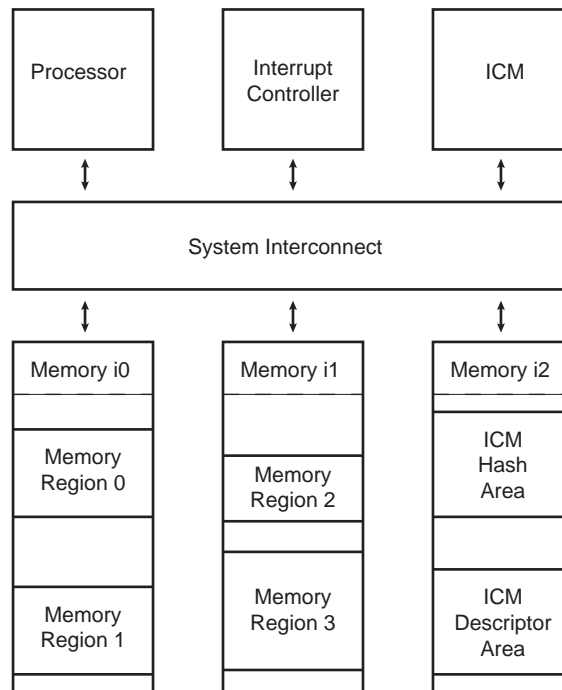 Processor
Interrupt
Controller
ICM
System Interconnect
Memory i0
Memory i1
Memory i2
Memory
Region 0
Memory
Region 2
ICM
Hash
Area
Memory
Region 1
Memory
Region 3
ICM
Descriptor
Area